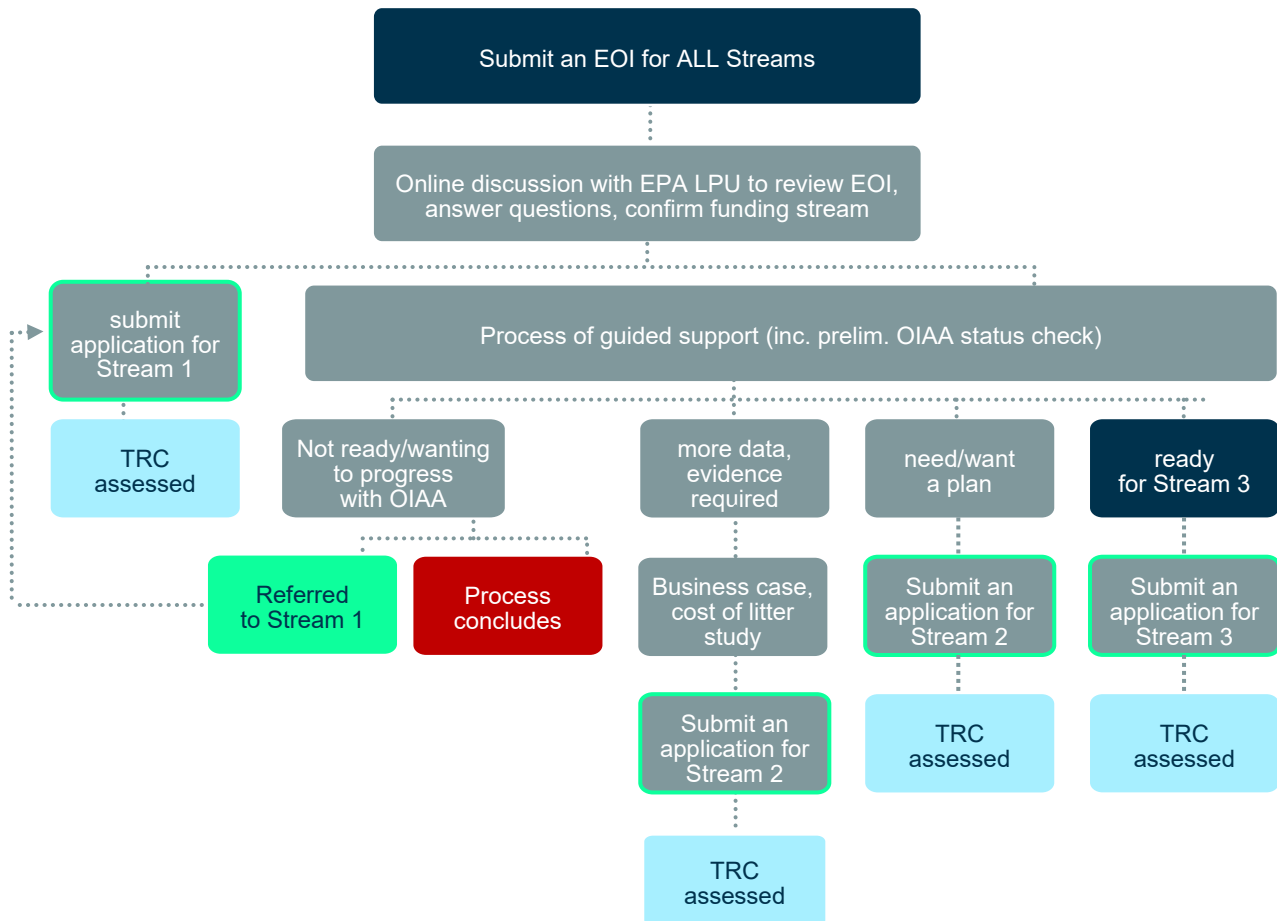 Submit an EOI for ALL Streams
Online discussion with EPA LPU to review EOI,
answer questions, confirm funding stream
submit
application for
Stream 1
Process of guided support (inc. prelim. OIAA status check)
TRC
assessed
Not ready/wanting
to progress
with OIAA
more data,
evidence
required
need/want
a plan
ready
for Stream 3
Referred
to Stream 1
Process
concludes
Business case,
cost of litter
study
Submit an
application for
Stream 2
Submit an
application for
Stream 3
Submit an
application for
Stream 2
TRC
assessed
TRC
assessed
TRC
assessed